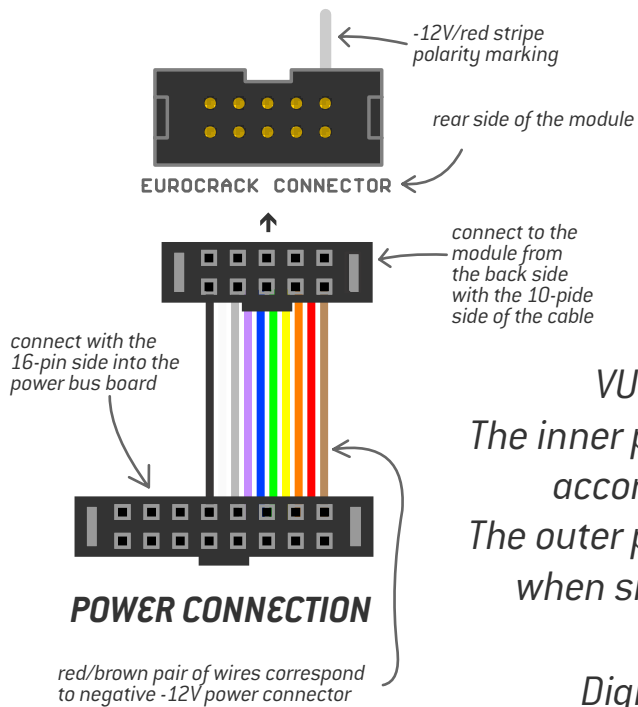 -12V/red stripe
polarity marking
rear side of the module
EUROCRACK CONNECTOR
connect to the
module from
the back side
with the 10-pide
side of the cable
connect with the
16-pin side into the
power bus board
POWER CONNECTION
red/brown pair of wires correspond
to negative -12V power connector
VU
The inner p
accor
The outer p
when s
Digi